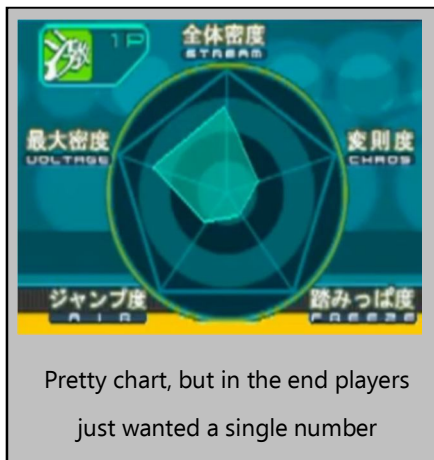 1P
全体密度
STREAM
最大密度
VOLTAGE
変則度
CHAOS
ジャンプ度
AIR
踏みっぱ度
FREEZE
Pretty chart, but in the end players
just wanted a single number